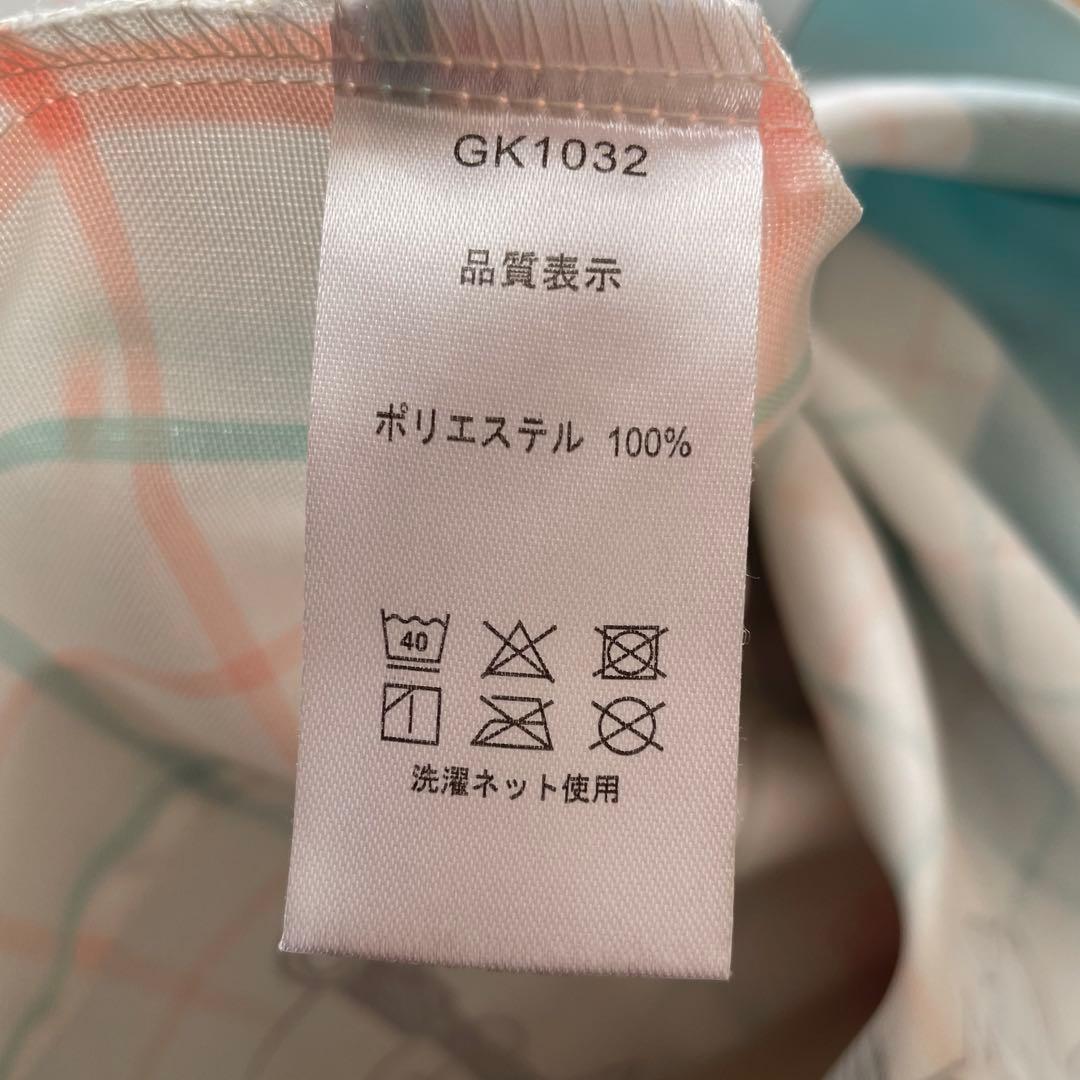 GK1032
品質表示
ポリエステル 100%
40
洗濯ネット使用